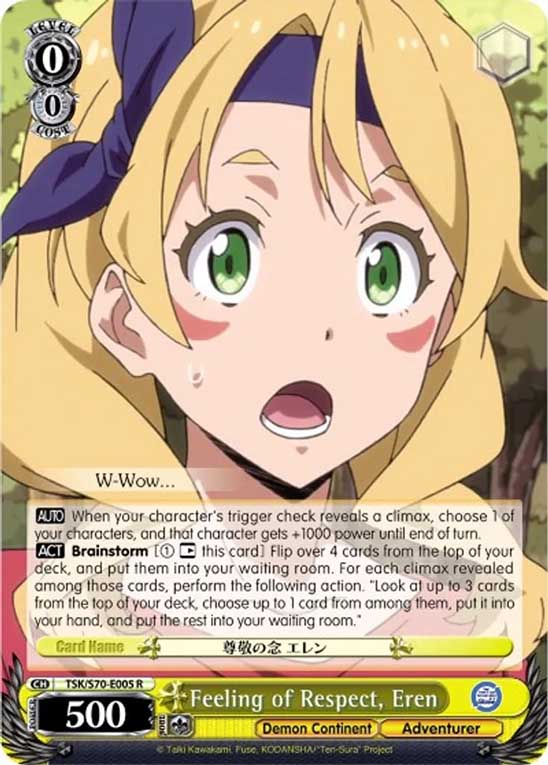 LEVEL
0
0
COST
W-Wow...
AUTO When your character's trigger check reveals a climax, choose 1 of
your characters, and that character gets +1000 power until end of turn.
ACT Brainstorm [① this card] Flip over 4 cards from the top of your
deck, and put them into your waiting room. For each climax revealed
among those cards, perform the following action. "Look at up to 3 cards
from the top of your deck, choose up to 1 card from among them, put it into
your hand, and put the rest into your waiting room."
Card Name 尊敬の念 エレン
CH TSK/S70-E005 R
POWER 500
Feeling of Respect, Eren
SOUL
Demon Continent Adventurer
© Taiki Kawakami, Fuse, KODANSHA/"Ten-Sura" Project